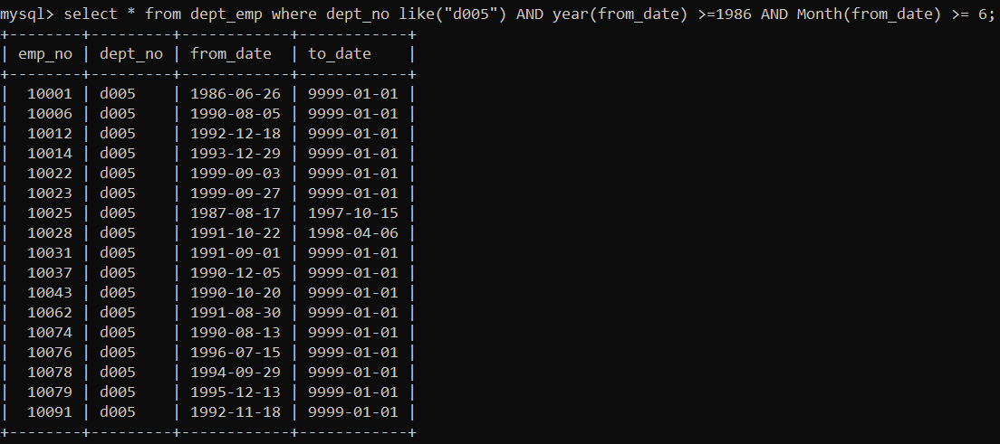 mysql> select * from dept_emp where dept_no like("d005") AND year(from_date) >=1986 AND Month(from_date) >= 6;
+--------+---------+------------+------------+
| emp_no | dept_no | from_date  | to_date    |
+--------+---------+------------+------------+
|  10001 | d005    | 1986-06-26 | 9999-01-01 |
|  10006 | d005    | 1990-08-05 | 9999-01-01 |
|  10012 | d005    | 1992-12-18 | 9999-01-01 |
|  10014 | d005    | 1993-12-29 | 9999-01-01 |
|  10022 | d005    | 1999-09-03 | 9999-01-01 |
|  10023 | d005    | 1999-09-27 | 9999-01-01 |
|  10025 | d005    | 1987-08-17 | 1997-10-15 |
|  10028 | d005    | 1991-10-22 | 1998-04-06 |
|  10031 | d005    | 1991-09-01 | 9999-01-01 |
|  10037 | d005    | 1990-12-05 | 9999-01-01 |
|  10043 | d005    | 1990-10-20 | 9999-01-01 |
|  10062 | d005    | 1991-08-30 | 9999-01-01 |
|  10074 | d005    | 1990-08-13 | 9999-01-01 |
|  10076 | d005    | 1996-07-15 | 9999-01-01 |
|  10078 | d005    | 1994-09-29 | 9999-01-01 |
|  10079 | d005    | 1995-12-13 | 9999-01-01 |
|  10091 | d005    | 1992-11-18 | 9999-01-01 |
+--------+---------+------------+------------+